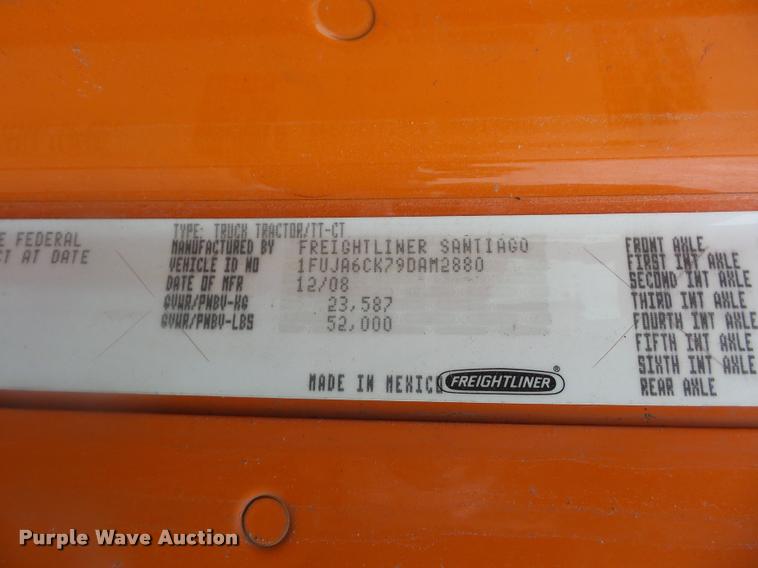 E FEDERAL
CT AT DATE
TYPE: TRUCK TRACTOR/TT-CT
MANUFACTURED BY FREIGHTLINER SANTIAGO
VEHICLE ID NO 1FUJA6CK79DAM2880
DATE OF MFR 12/08
GVWR/PNBV-KG 23,587
GVWR/PNBV-LBS 52,000
MADE IN MEXICO FREIGHTLINER®
FRONT AXLE
FIRST INT AXLE
SECOND INT AXLE
THIRD INT AXLE
FOURTH INT AXLE
FIFTH INT AXLE
SIXTH INT AXLE
REAR AXLE
Purple Wave Auction